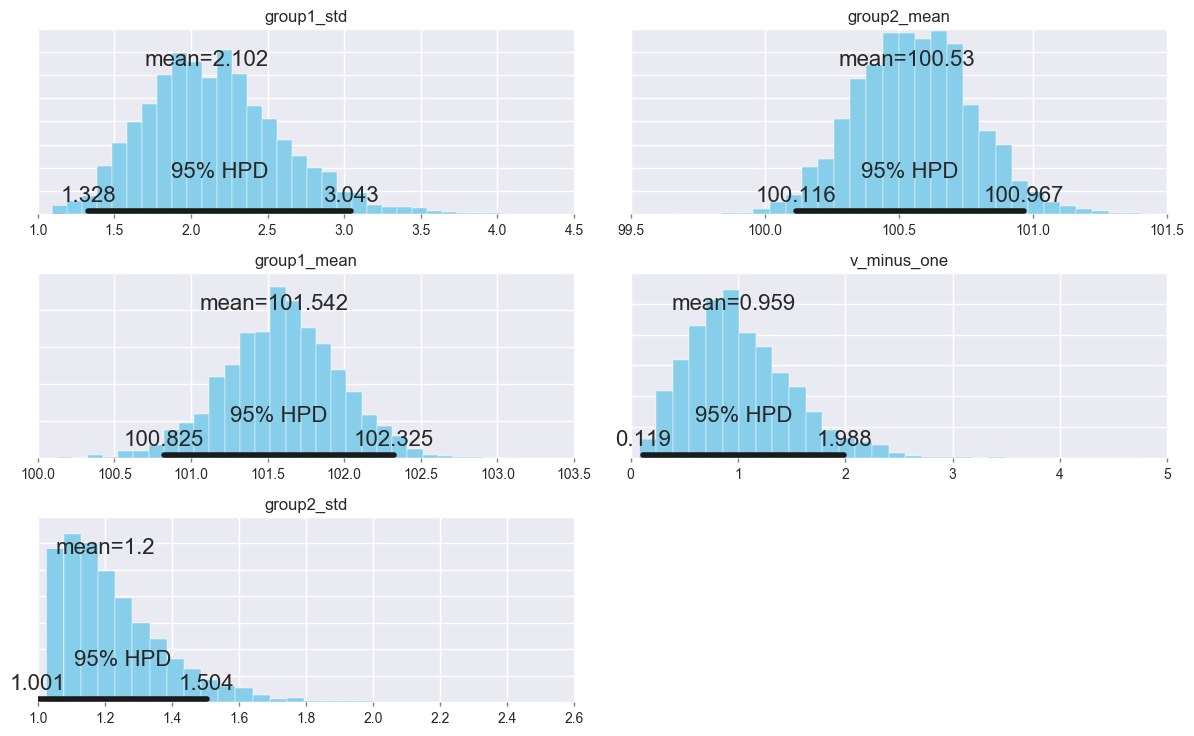 group1_std
mean=2.102
95% HPD
1.328 3.043
1.0 1.5 2.0 2.5 3.0 3.5 4.0 4.5
group2_mean
mean=100.53
95% HPD
100.116 100.967
99.5 100.0 100.5 101.0 101.5
group1_mean
mean=101.542
95% HPD
100.825 102.325
100.0 100.5 101.0 101.5 102.0 102.5 103.0 103.5
v_minus_one
mean=0.959
95% HPD
0.119 1.988
0 1 2 3 4 5
group2_std
mean=1.2
95% HPD
1.001 1.504
1.0 1.2 1.4 1.6 1.8 2.0 2.2 2.4 2.6